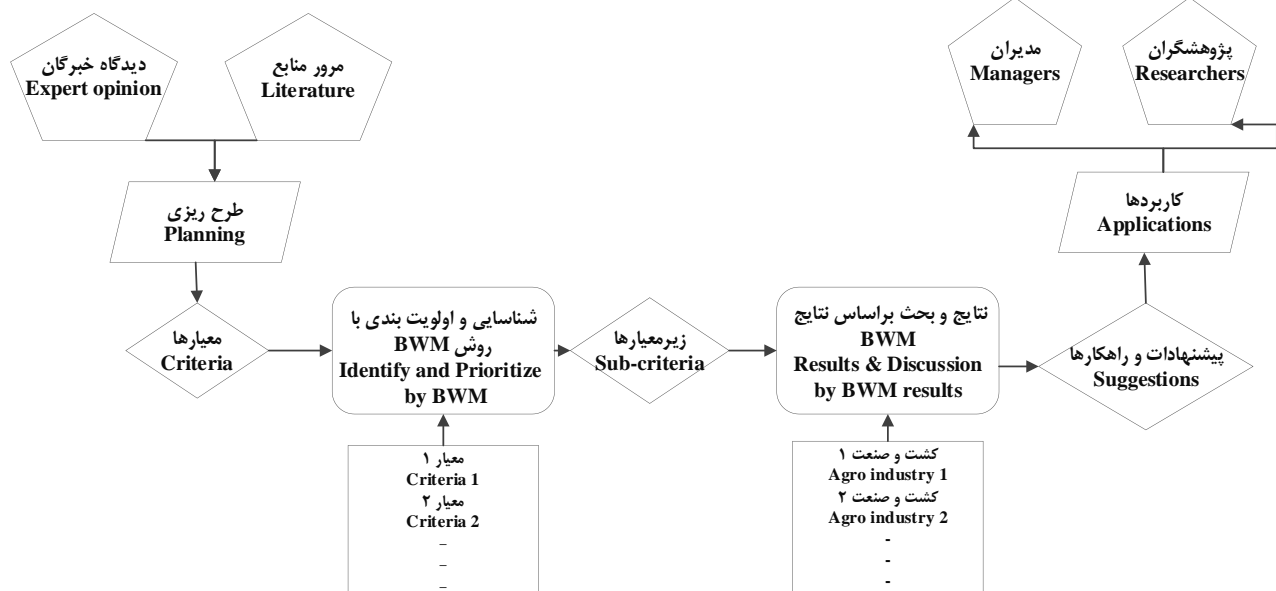 دیدگاه خبرگان
Expert opinion
مرور منابع
Literature
طرح ریزی
Planning
معیارها
Criteria
شناسایی و اولویت بندی با
روش BWM
Identify and Prioritize
by BWM
معیار ۱
Criteria 1
معیار ۲
Criteria 2
–
–
–
زیرمعیارها
Sub-criteria
نتایج و بحث براساس نتایج
BWM
Results & Discussion
by BWM results
کشت و صنعت ۱
Agro industry 1
کشت و صنعت ۲
Agro industry 2
-
-
-
پیشنهادات و راهکارها
Suggestions
کاربردها
Applications
مدیران
Managers
پژوهشگران
Researchers